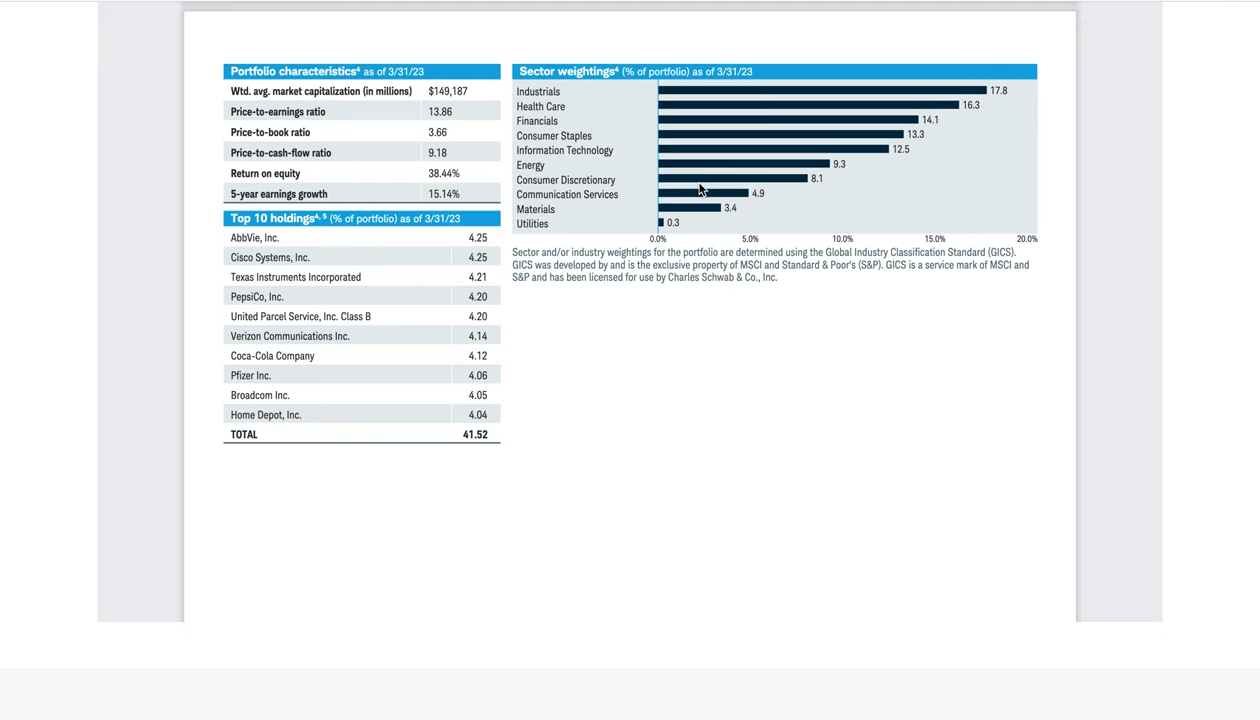 Portfolio characteristics⁴ as of 3/31/23
Wtd. avg. market capitalization (in millions) $149,187
Price-to-earnings ratio 13.86
Price-to-book ratio 3.66
Price-to-cash-flow ratio 9.18
Return on equity 38.44%
5-year earnings growth 15.14%
Top 10 holdings⁴,⁵ (% of portfolio) as of 3/31/23
AbbVie, Inc. 4.25
Cisco Systems, Inc. 4.25
Texas Instruments Incorporated 4.21
PepsiCo, Inc. 4.20
United Parcel Service, Inc. Class B 4.20
Verizon Communications Inc. 4.14
Coca-Cola Company 4.12
Pfizer Inc. 4.06
Broadcom Inc. 4.05
Home Depot, Inc. 4.04
TOTAL 41.52
Sector weightings⁴ (% of portfolio) as of 3/31/23
Industrials 17.8
Health Care 16.3
Financials 14.1
Consumer Staples 13.3
Information Technology 12.5
Energy 9.3
Consumer Discretionary 8.1
Communication Services 4.9
Materials 3.4
Utilities 0.3
0.0% 5.0% 10.0% 15.0% 20.0%
Sector and/or industry weightings for the portfolio are determined using the Global Industry Classification Standard (GICS).
GICS was developed by and is the exclusive property of MSCI and Standard & Poor's (S&P). GICS is a service mark of MSCI and
S&P and has been licensed for use by Charles Schwab & Co., Inc.